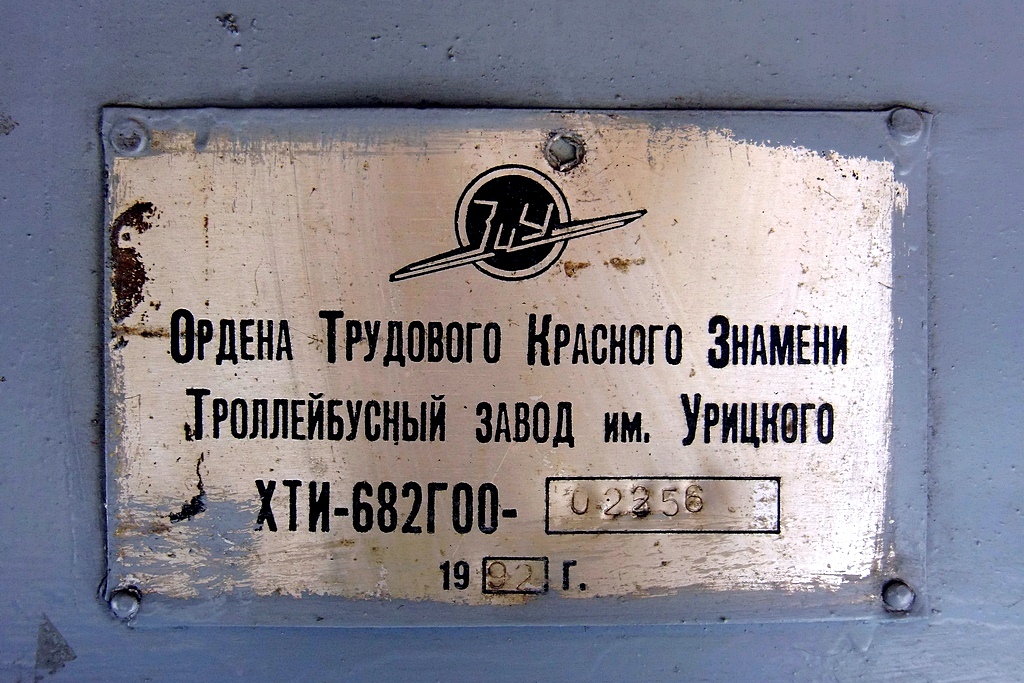 ЗиУ
Ордена Трудового Красного Знамени
Троллейбусный завод им. Урицкого
ХТИ-682Г00- 02256
1992 г.